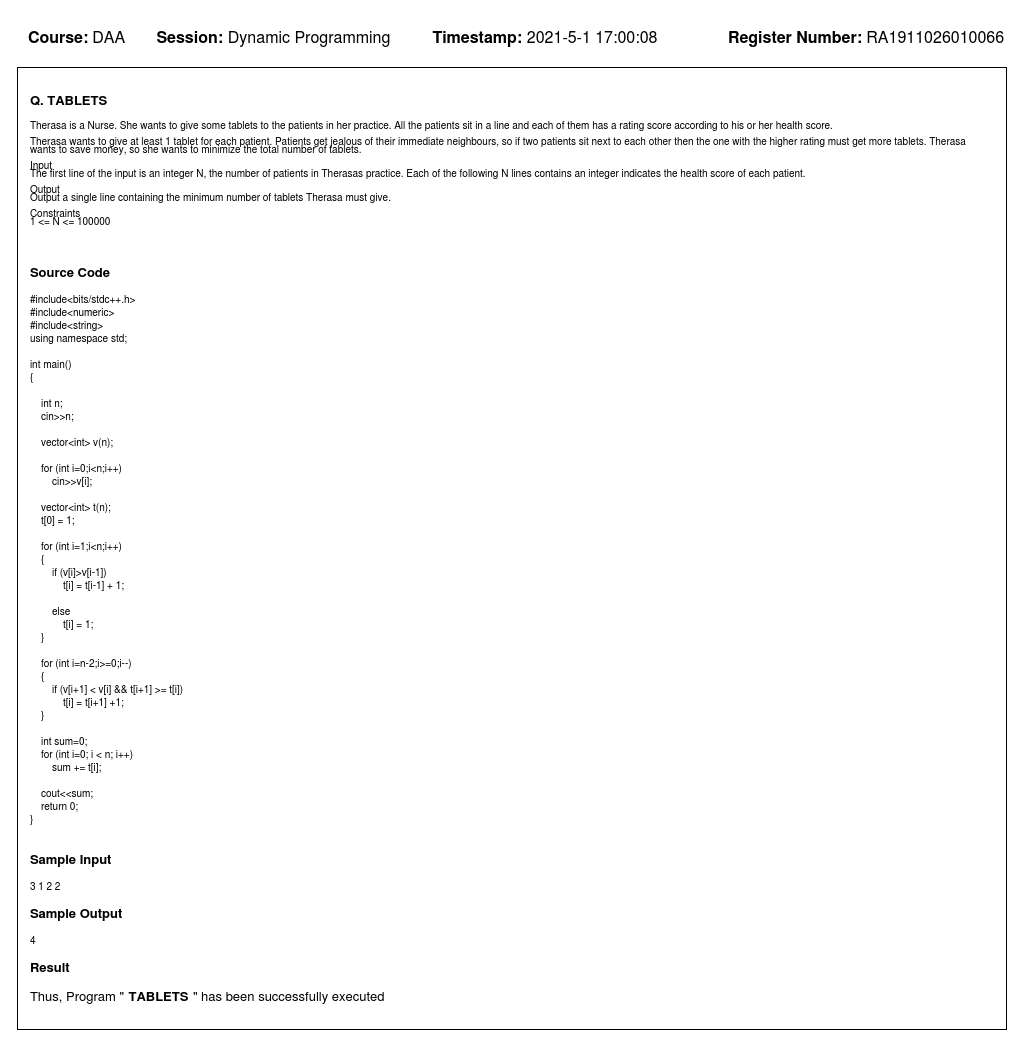 Course: DAA Session: Dynamic Programming Timestamp: 2021-5-1 17:00:08 Register Number: RA1911026010066
Q. TABLETS
Therasa is a Nurse. She wants to give some tablets to the patients in her practice. All the patients sit in a line and each of them has a rating score according to his or her health score.
Therasa wants to give at least 1 tablet for each patient. Patients get jealous of their immediate neighbours, so if two patients sit next to each other then the one with the higher rating must get more tablets. Therasa
wants to save money, so she wants to minimize the total number of tablets.
Input
The first line of the input is an integer N, the number of patients in Therasas practice. Each of the following N lines contains an integer indicates the health score of each patient.
Output
Output a single line containing the minimum number of tablets Therasa must give.
Constraints
1 <= N <= 100000
Source Code
#include<bits/stdc++.h>
#include<numeric>
#include<string>
using namespace std;
int main()
{
int n;
cin>>n;
vector<int> v(n);
for (int i=0;i<n;i++)
cin>>v[i];
vector<int> t(n);
t[0] = 1;
for (int i=1;i<n;i++)
{
if (v[i]>v[i-1])
t[i] = t[i-1] + 1;
else
t[i] = 1;
}
for (int i=n-2;i>=0;i--)
{
if (v[i+1] < v[i] && t[i+1] >= t[i])
t[i] = t[i+1] +1;
}
int sum=0;
for (int i=0; i < n; i++)
sum += t[i];
cout<<sum;
return 0;
}
Sample Input
3 1 2 2
Sample Output
4
Result
Thus, Program " TABLETS " has been successfully executed